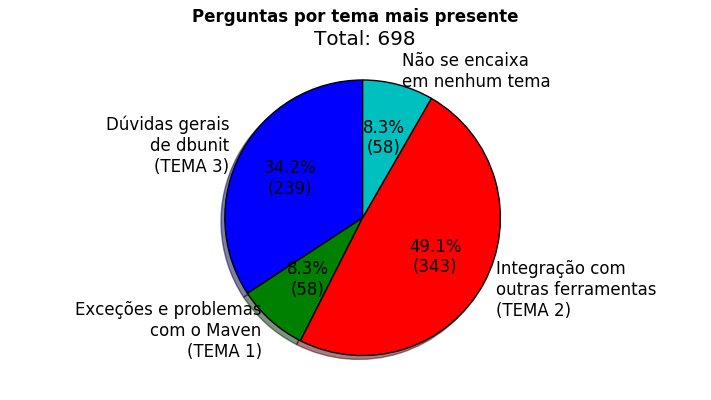 Perguntas por tema mais presente
Total: 698
Não se encaixa
em nenhum tema
8.3%
(58)
Dúvidas gerais
de dbunit
(TEMA 3)
34.2%
(239)
49.1%
(343)
Integração com
outras ferramentas
(TEMA 2)
8.3%
(58)
Exceções e problemas
com o Maven
(TEMA 1)